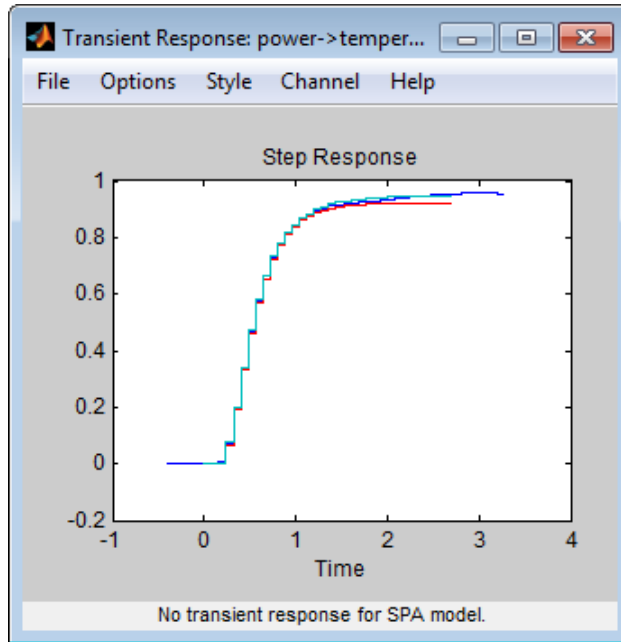 Transient Response: power->temper...
File Options Style Channel Help
Step Response
1
0.8
0.6
0.4
0.2
0
-0.2
-1 0 1 2 3 4
Time
No transient response for SPA model.